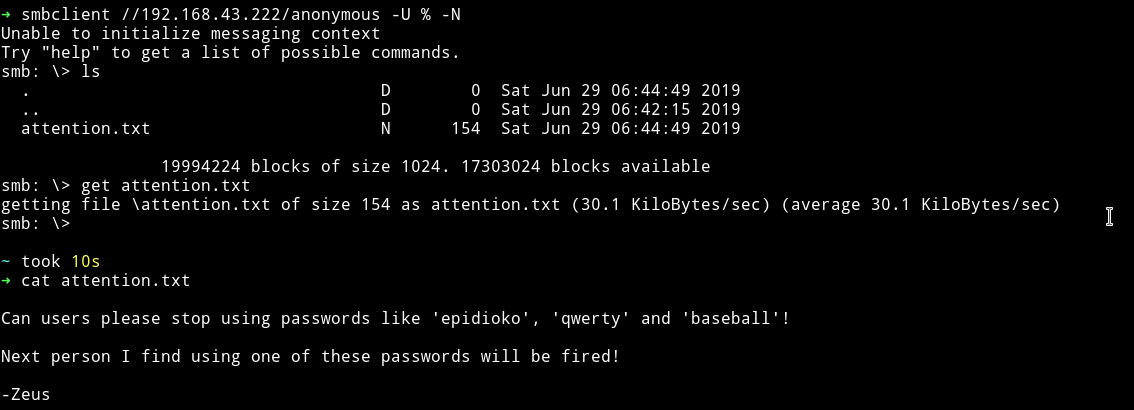 ➜ smbclient //192.168.43.222/anonymous -U % -N
Unable to initialize messaging context
Try "help" to get a list of possible commands.
smb: \> ls
  .                                   D        0  Sat Jun 29 06:44:49 2019
  ..                                  D        0  Sat Jun 29 06:42:15 2019
  attention.txt                       N      154  Sat Jun 29 06:44:49 2019
                19994224 blocks of size 1024. 17303024 blocks available
smb: \> get attention.txt
getting file \attention.txt of size 154 as attention.txt (30.1 KiloBytes/sec) (average 30.1 KiloBytes/sec)
smb: \>
~ took 10s
➜ cat attention.txt
Can users please stop using passwords like 'epidioko', 'qwerty' and 'baseball'!
Next person I find using one of these passwords will be fired!
-Zeus